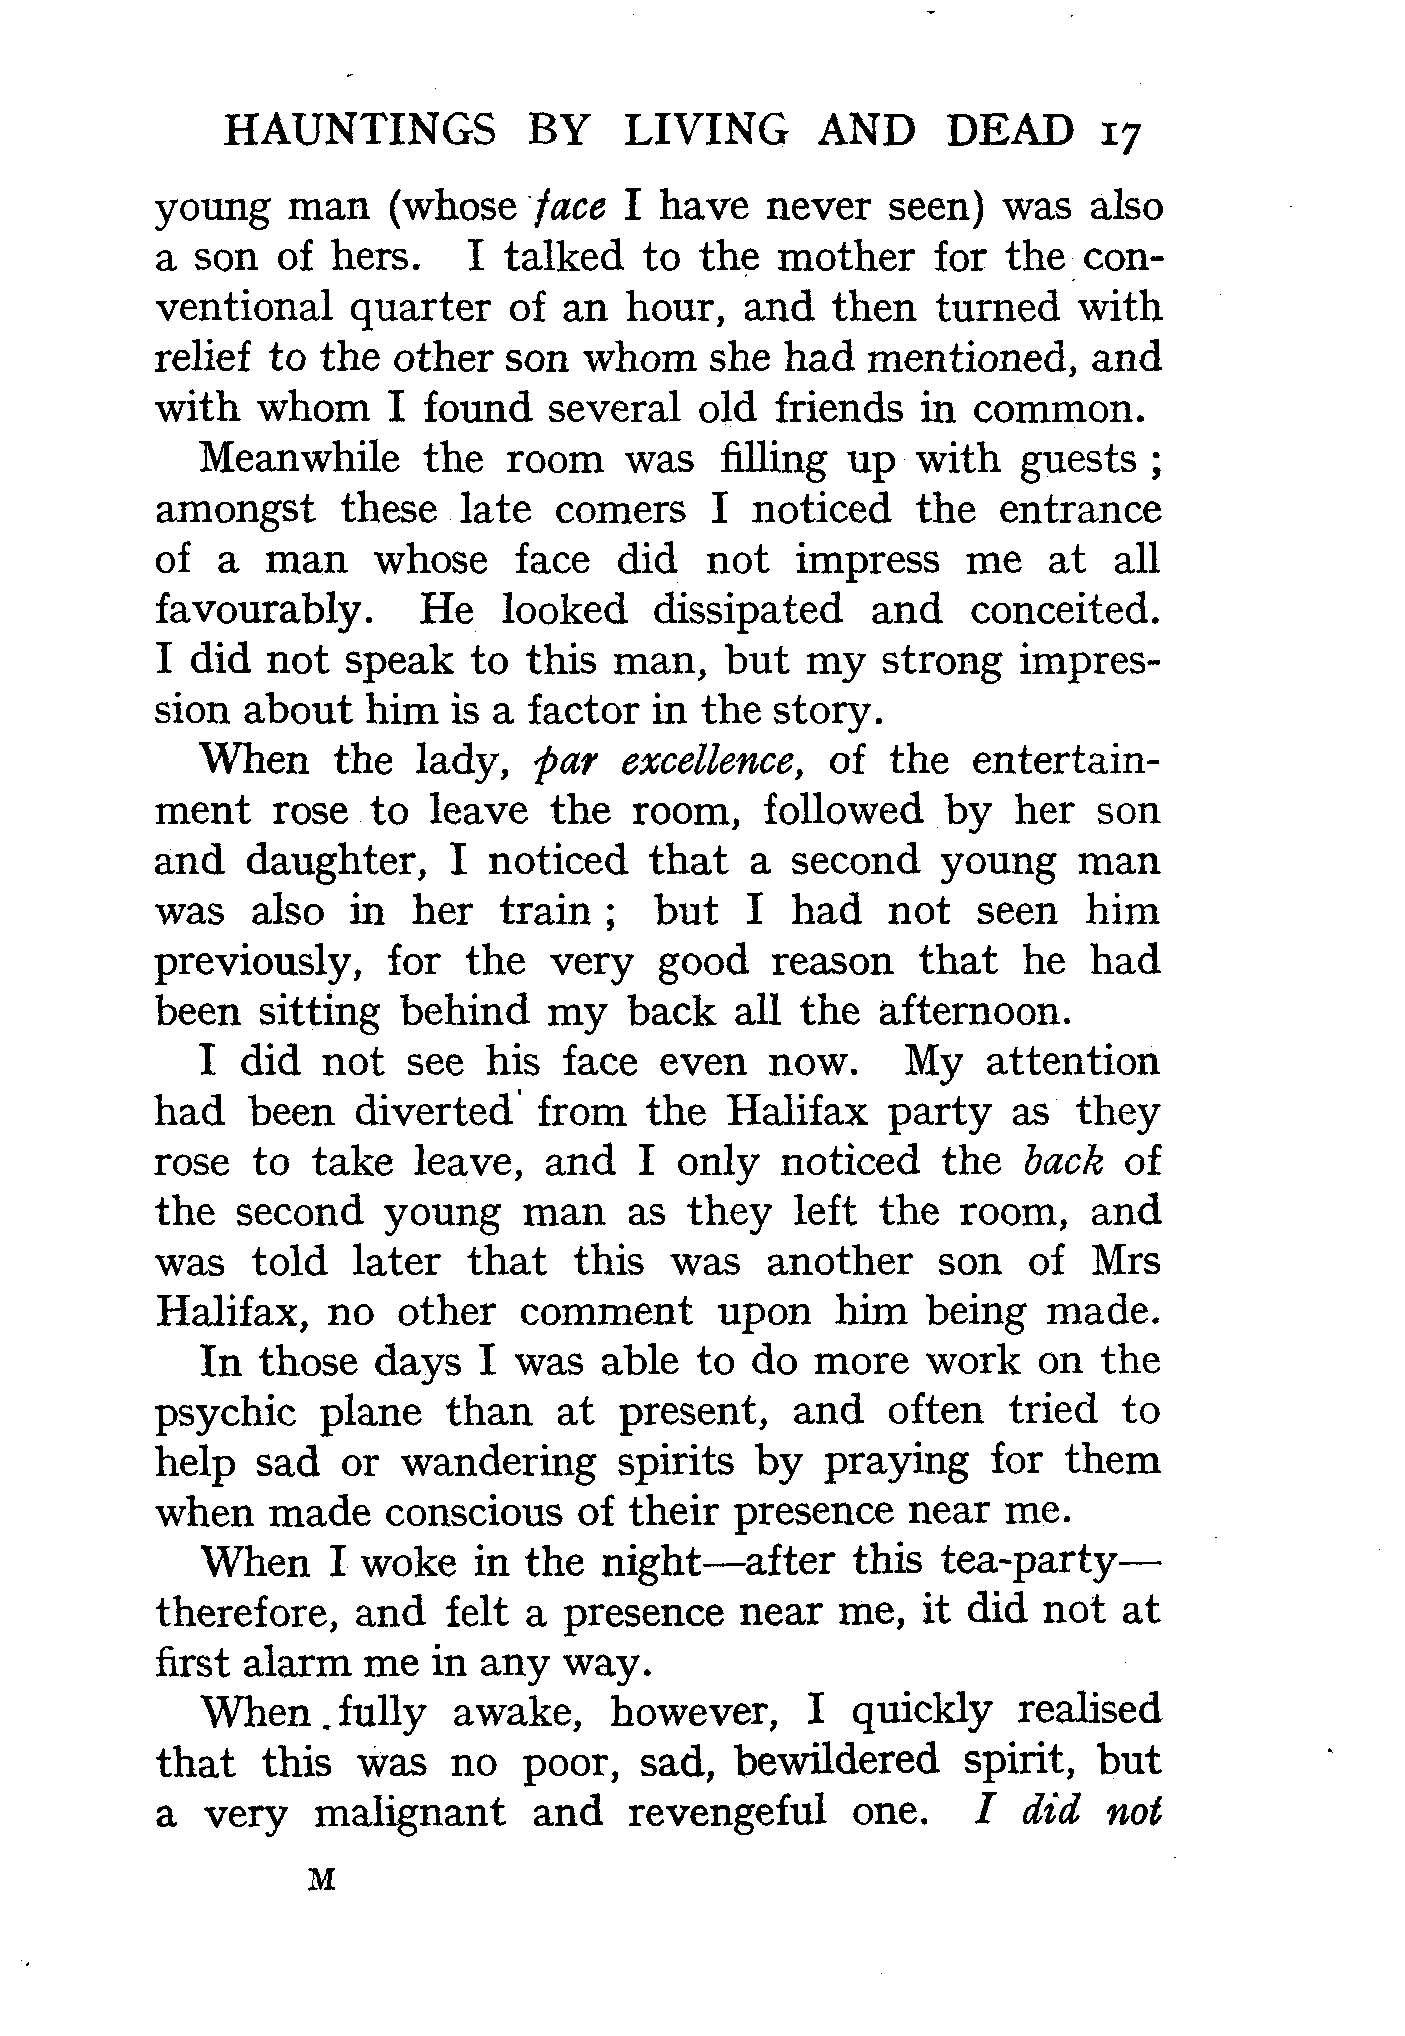 HAUNTINGS BY LIVING AND DEAD 17
young man (whose face I have never seen) was also
a son of hers. I talked to the mother for the con-
ventional quarter of an hour, and then turned with
relief to the other son whom she had mentioned, and
with whom I found several old friends in common.
Meanwhile the room was filling up with guests ;
amongst these late comers I noticed the entrance
of a man whose face did not impress me at all
favourably. He looked dissipated and conceited.
I did not speak to this man, but my strong impres-
sion about him is a factor in the story.
When the lady, par excellence, of the entertain-
ment rose to leave the room, followed by her son
and daughter, I noticed that a second young man
was also in her train ; but I had not seen him
previously, for the very good reason that he had
been sitting behind my back all the afternoon.
I did not see his face even now. My attention
had been diverted from the Halifax party as they
rose to take leave, and I only noticed the back of
the second young man as they left the room, and
was told later that this was another son of Mrs
Halifax, no other comment upon him being made.
In those days I was able to do more work on the
psychic plane than at present, and often tried to
help sad or wandering spirits by praying for them
when made conscious of their presence near me.
When I woke in the night—after this tea-party—
therefore, and felt a presence near me, it did not at
first alarm me in any way.
When fully awake, however, I quickly realised
that this was no poor, sad, bewildered spirit, but
a very malignant and revengeful one. I did not
M